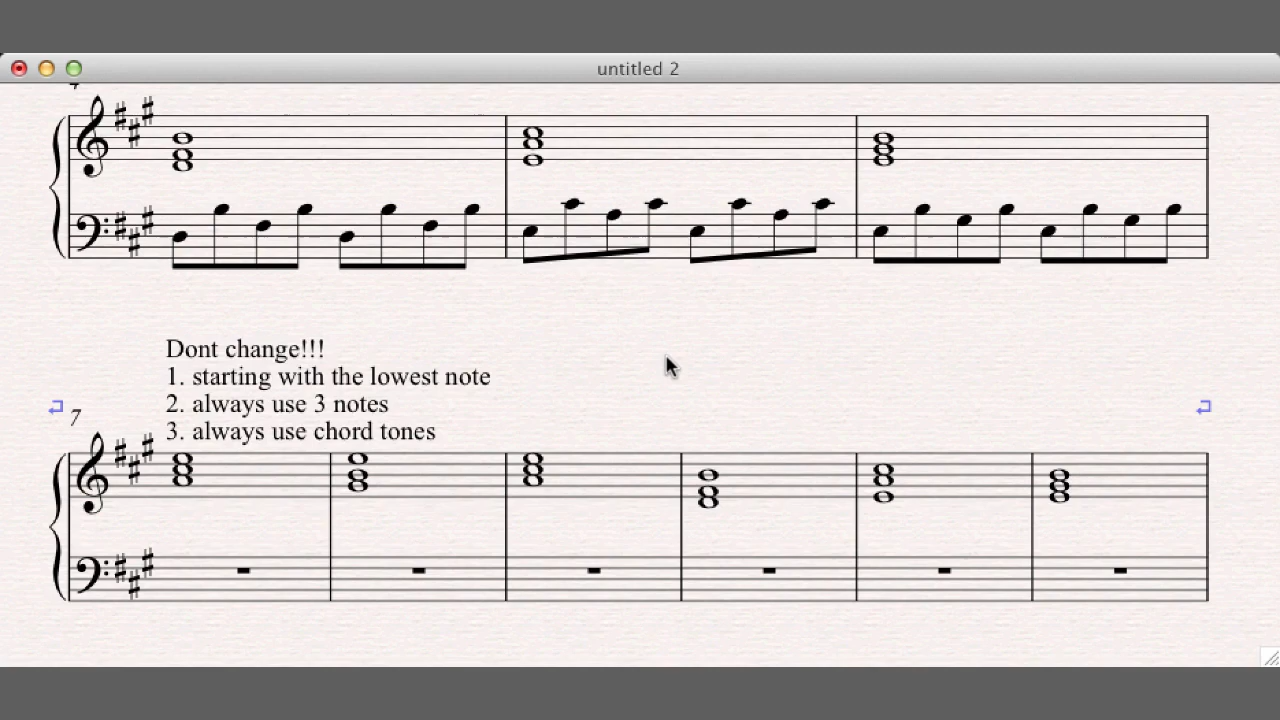 untitled 2
Dont change!!!
1. starting with the lowest note
2. always use 3 notes
3. always use chord tones
7